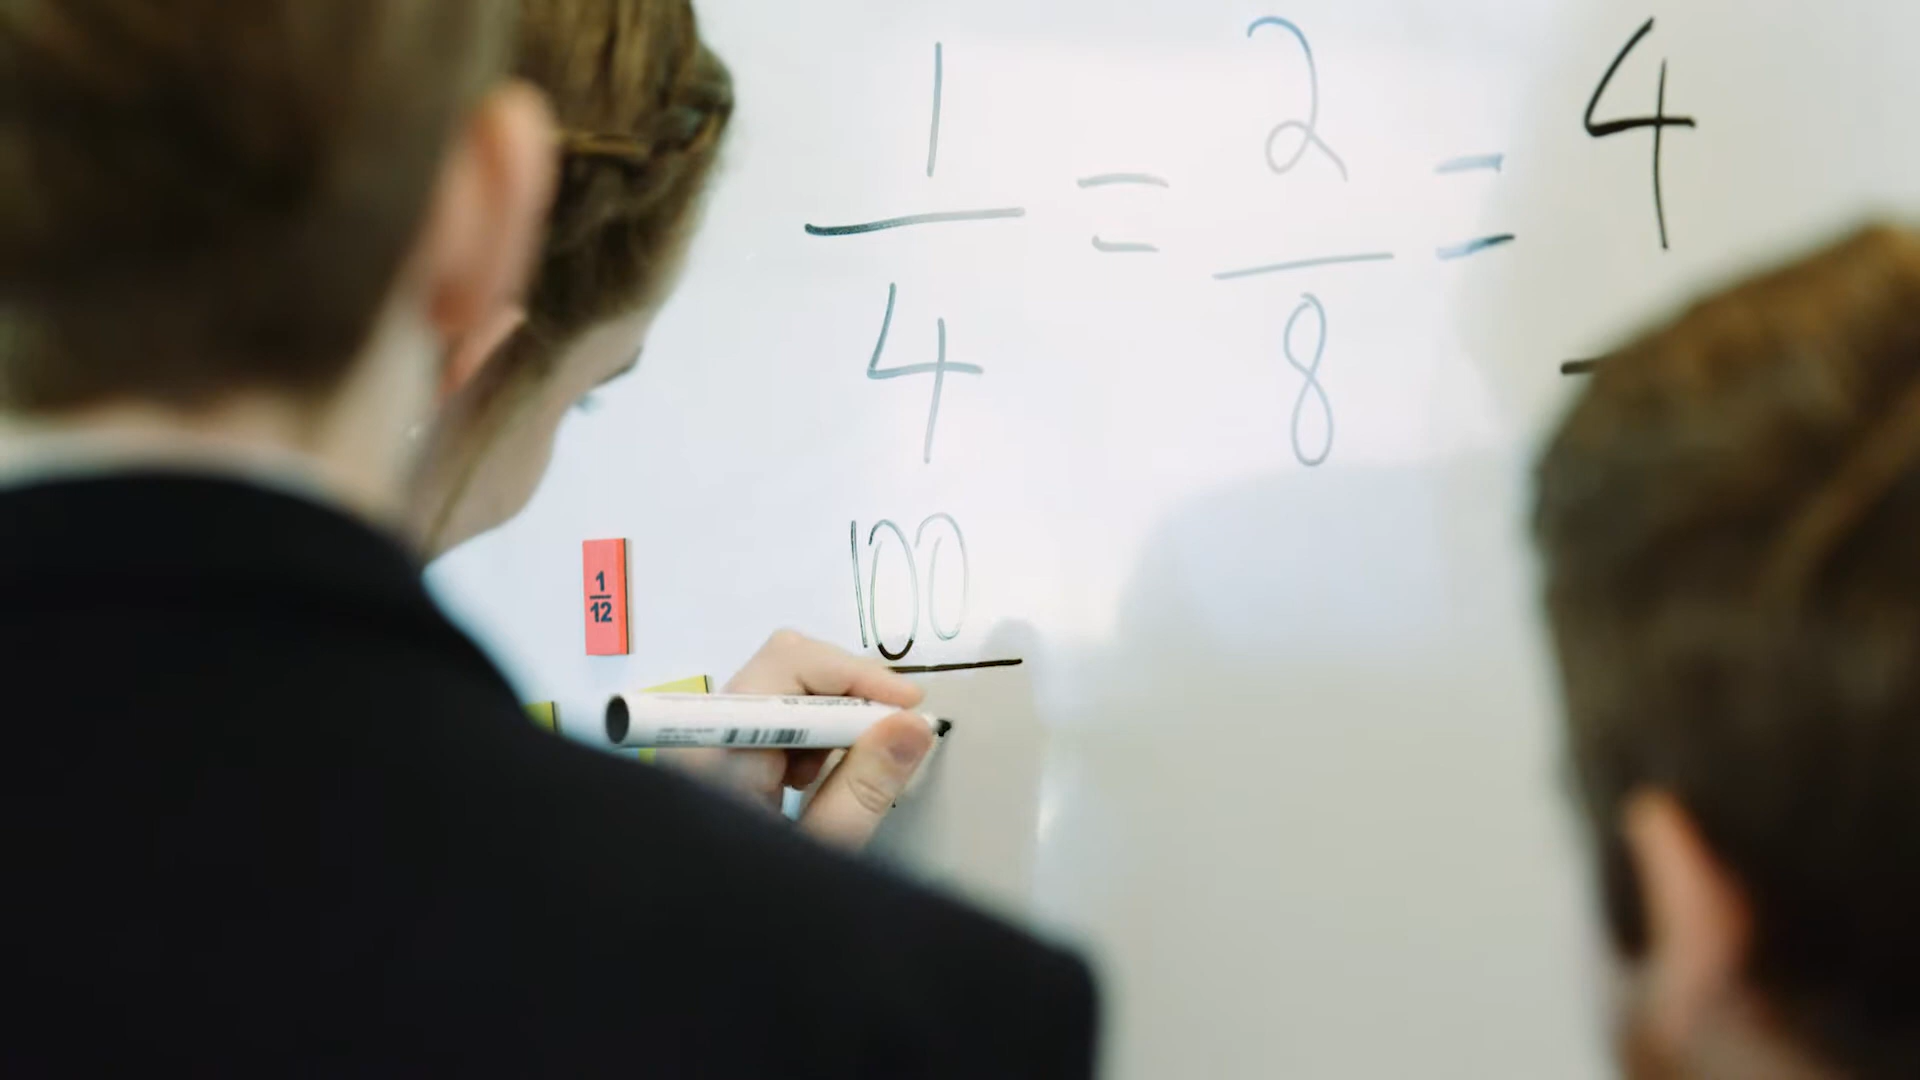 1/4 = 2/8 = 4
100
1/12